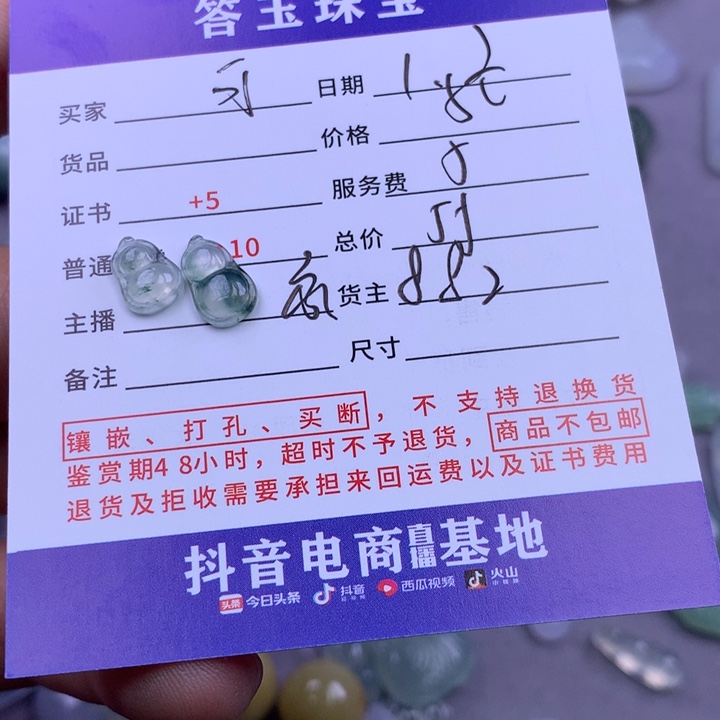 答玉珠宝
买家 日期 1
货品 价格
证书 +5 服务费
普通 10 总价
主播 货主 882
备注 尺寸
镶嵌、打孔、买断，不支持退换货
鉴赏期48小时，超时不予退货，商品不包邮
退货及拒收需要承担来回运费以及证书费用
抖音电商直播基地
头条 今日头条 抖音 西瓜视频 火山